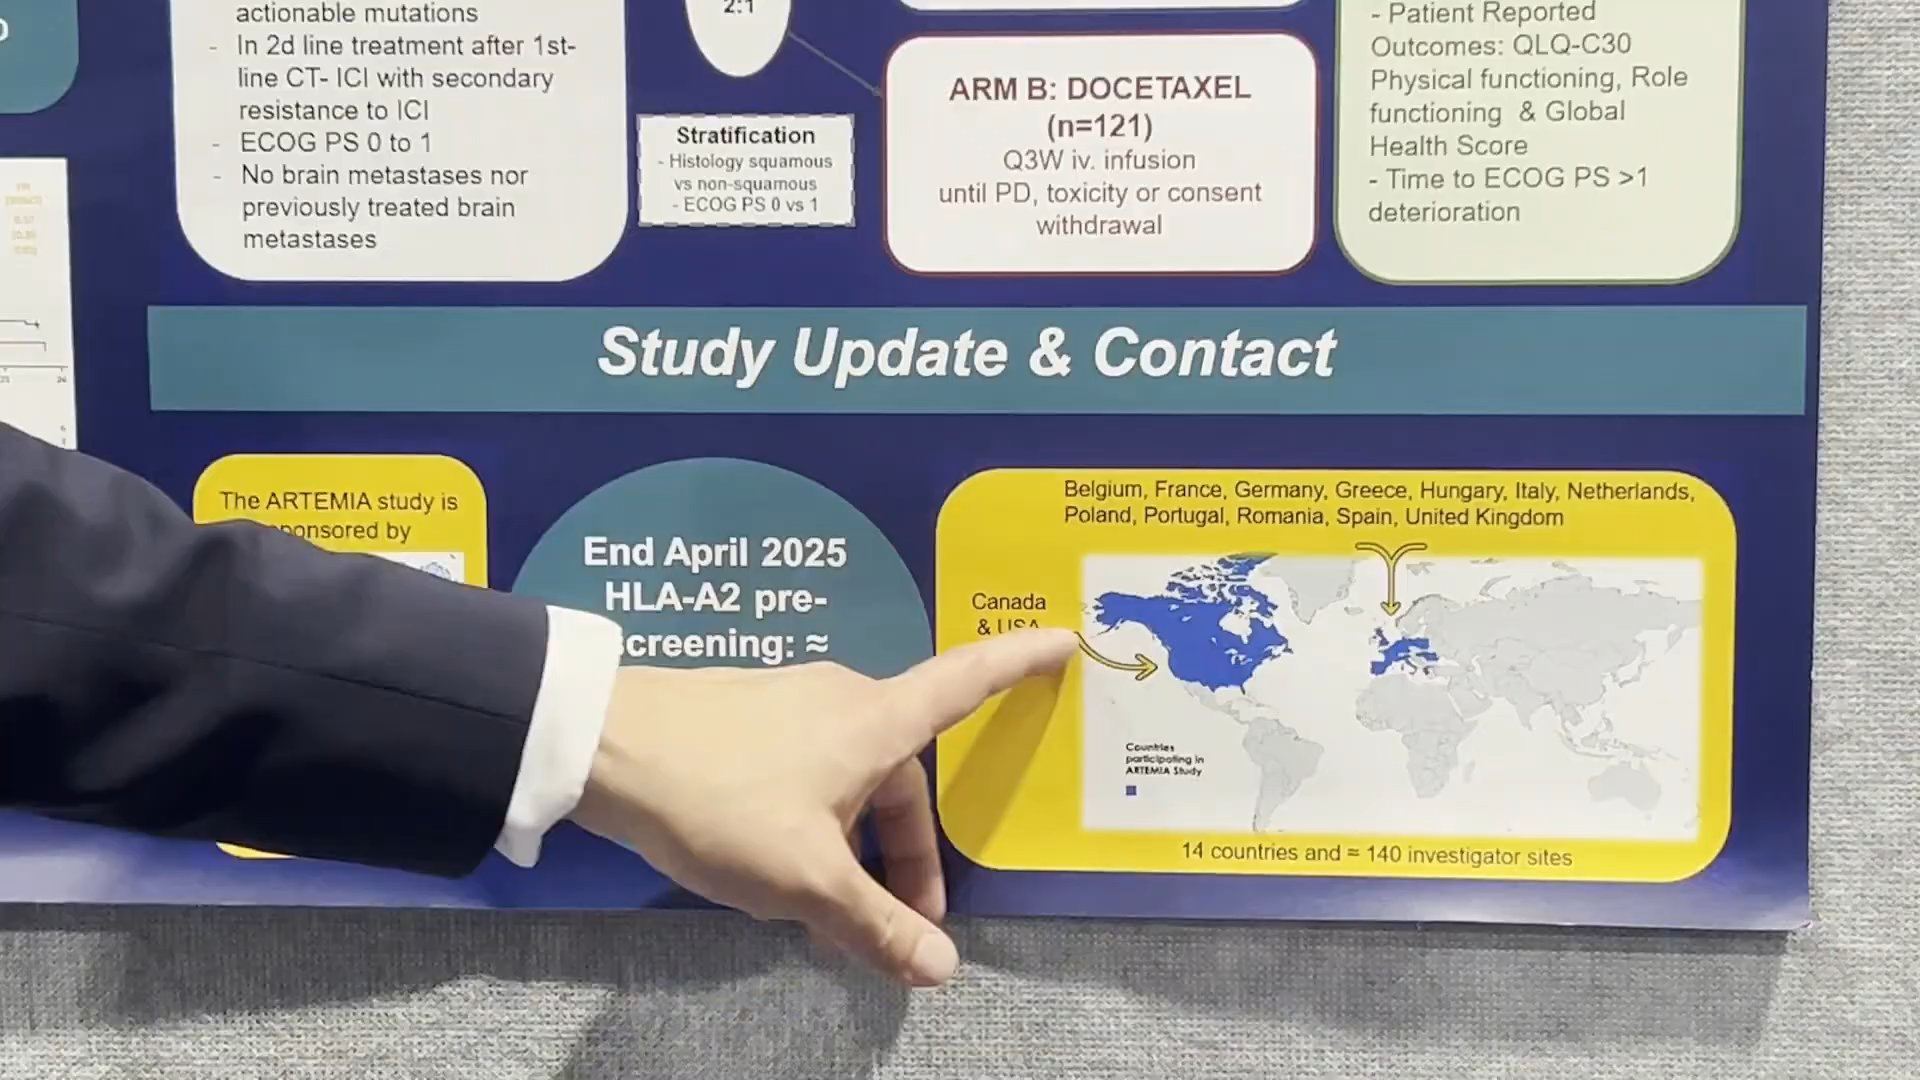 actionable mutations
- In 2d line treatment after 1st-
line CT- ICI with secondary
resistance to ICI
- ECOG PS 0 to 1
- No brain metastases nor
previously treated brain
metastases
2:1
Stratification
- Histology squamous
vs non-squamous
- ECOG PS 0 vs 1
ARM B: DOCETAXEL
(n=121)
Q3W iv. infusion
until PD, toxicity or consent
withdrawal
- Patient Reported
Outcomes: QLQ-C30
Physical functioning, Role
functioning & Global
Health Score
- Time to ECOG PS >1
deterioration
Study Update & Contact
The ARTEMIA study is
sponsored by
End April 2025
HLA-A2 pre-
screening: ≈
Belgium, France, Germany, Greece, Hungary, Italy, Netherlands,
Poland, Portugal, Romania, Spain, United Kingdom
Canada
& USA
Countries
participating in
ARTEMIA Study
14 countries and ≈ 140 investigator sites